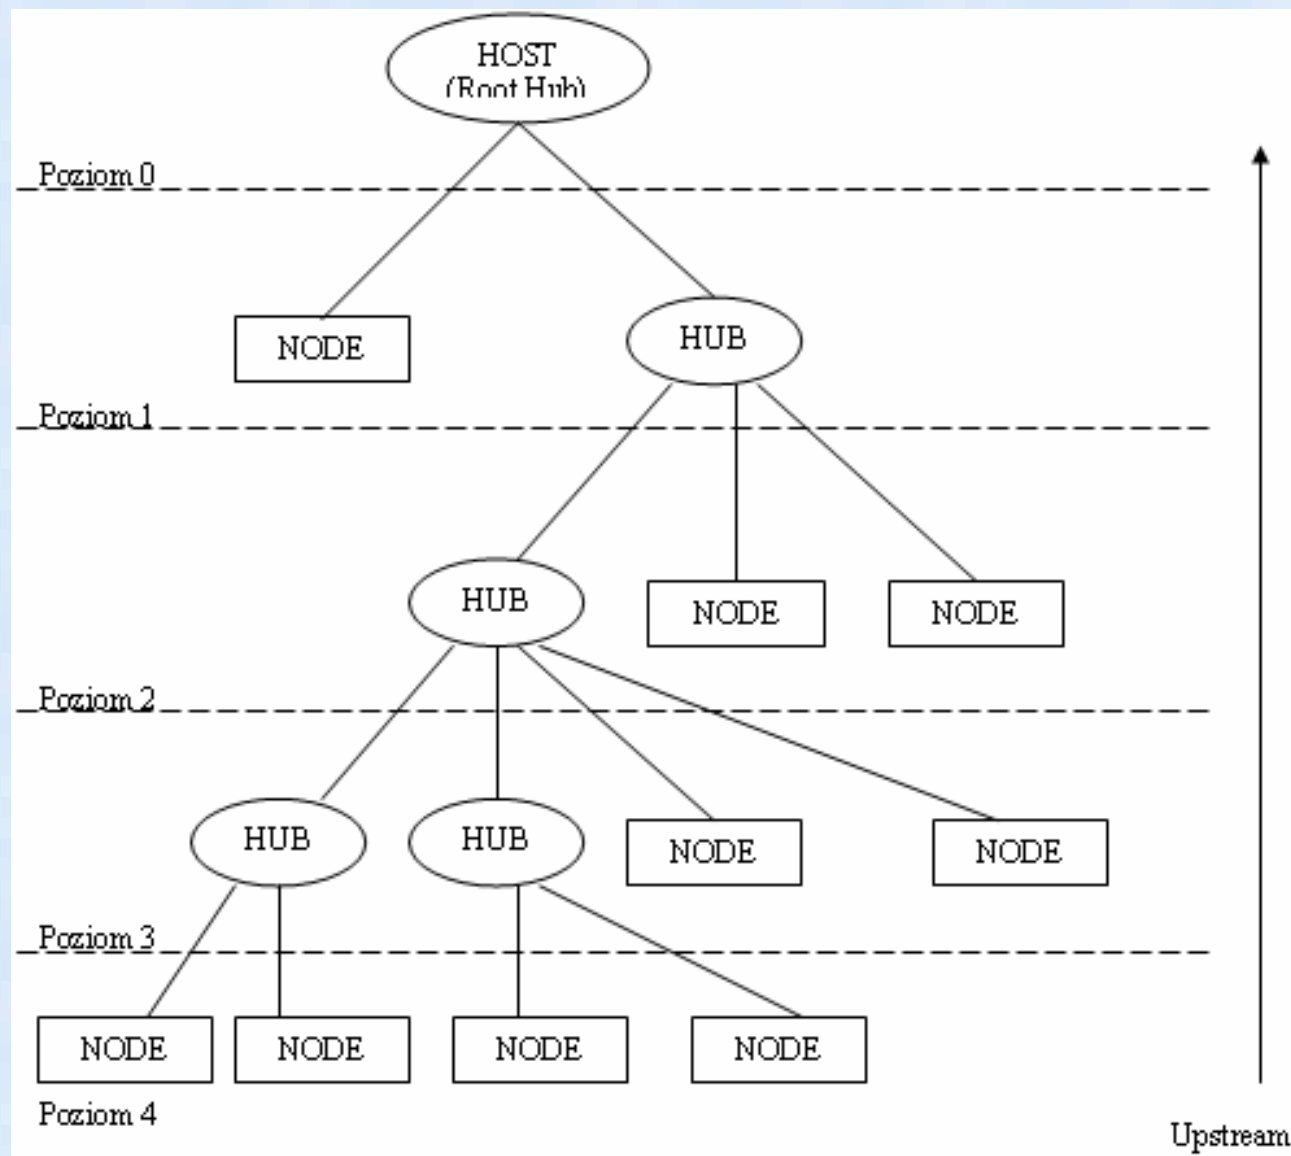 HOST
(Root Hub)
Poziom 0
NODE
HUB
Poziom 1
HUB
NODE
NODE
Poziom 2
HUB
HUB
NODE
NODE
Poziom 3
NODE
NODE
NODE
NODE
Poziom 4
Upstream